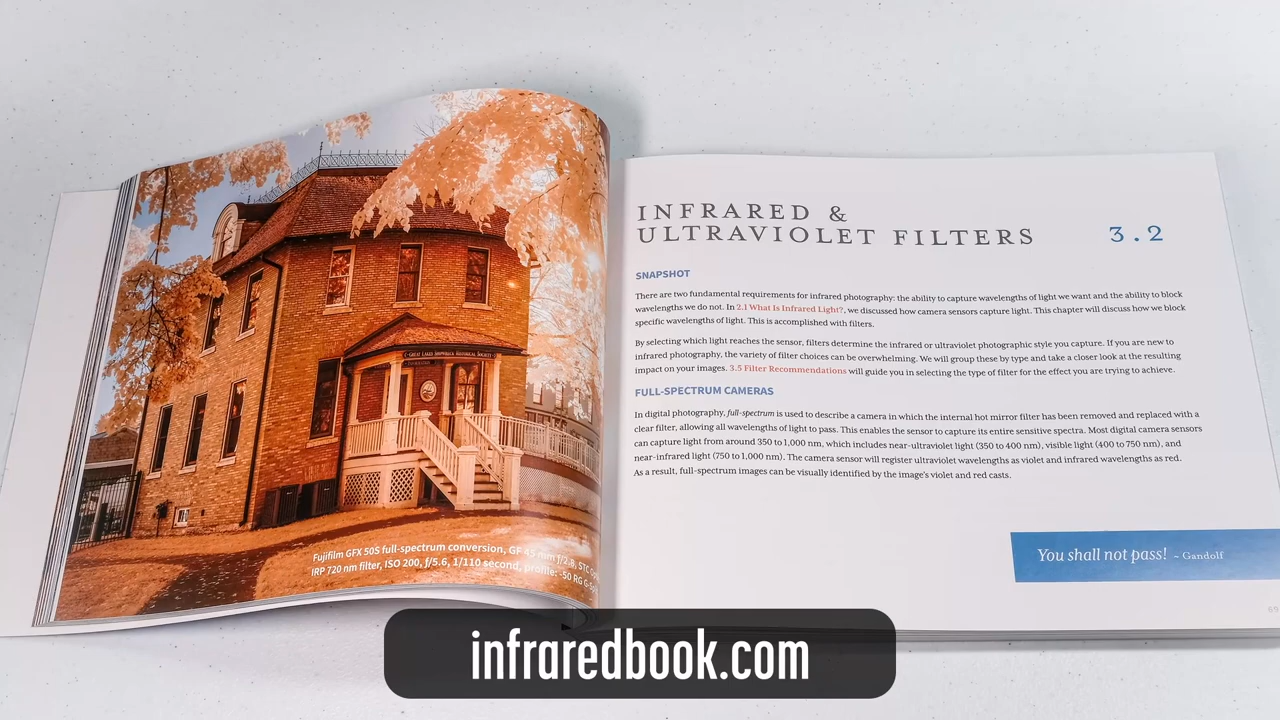 GREAT LAKES SHIPWRECK HISTORICAL SOCIETY
Fujifilm GFX 50S full-spectrum conversion, GF 45 mm f/2.8, STC
IRP 720 nm filter, ISO 200, f/5.6, 1/110 second, profile: -50 RG
INFRARED &
ULTRAVIOLET FILTERS
3.2
SNAPSHOT
There are two fundamental requirements for infrared photography: the ability to capture wavelengths of light we want and the ability to block
wavelengths we do not. In 2.1 What is Infrared Light?, we discussed how camera sensors capture light. This chapter will discuss how we block
specific wavelengths of light. This is accomplished with filters.
By selecting which light reaches the sensor, filters determine the infrared or ultraviolet photographic style you capture. If you are new to
infrared photography, the variety of filter choices can be overwhelming. We will group these by type and take a closer look at the resulting
impact on your images. 3.5 Filter Recommendations will guide you in selecting the type of filter for the effect you are trying to achieve.
FULL-SPECTRUM CAMERAS
In digital photography, full-spectrum is used to describe a camera in which the internal hot mirror filter has been removed and replaced with a
clear filter, allowing all wavelengths of light to pass. This enables the sensor to capture its entire sensitive spectra. Most digital camera sensors
can capture light from around 350 to 1,000 nm, which includes near-ultraviolet light (350 to 400 nm), visible light (400 to 750 nm), and
near-infrared light (750 to 1,000 nm). The camera sensor will register ultraviolet wavelengths as violet and infrared wavelengths as red.
As a result, full-spectrum images can be visually identified by the image's violet and red casts.
You shall not pass! ~ Gandolf
69
infraredbook.com